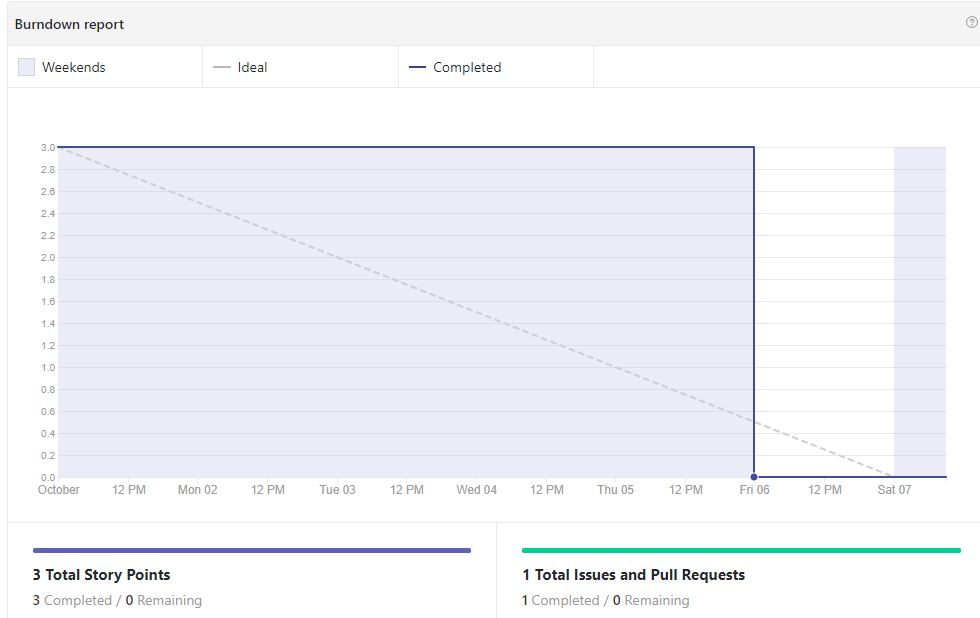 Burndown report
Weekends
Ideal
Completed
3.0
2.8
2.6
2.4
2.2
2.0
1.8
1.6
1.4
1.2
1.0
0.8
0.6
0.4
0.2
0.0
October 12 PM Mon 02 12 PM Tue 03 12 PM Wed 04 12 PM Thu 05 12 PM Fri 06 12 PM Sat 07
3 Total Story Points
3 Completed / 0 Remaining
1 Total Issues and Pull Requests
1 Completed / 0 Remaining